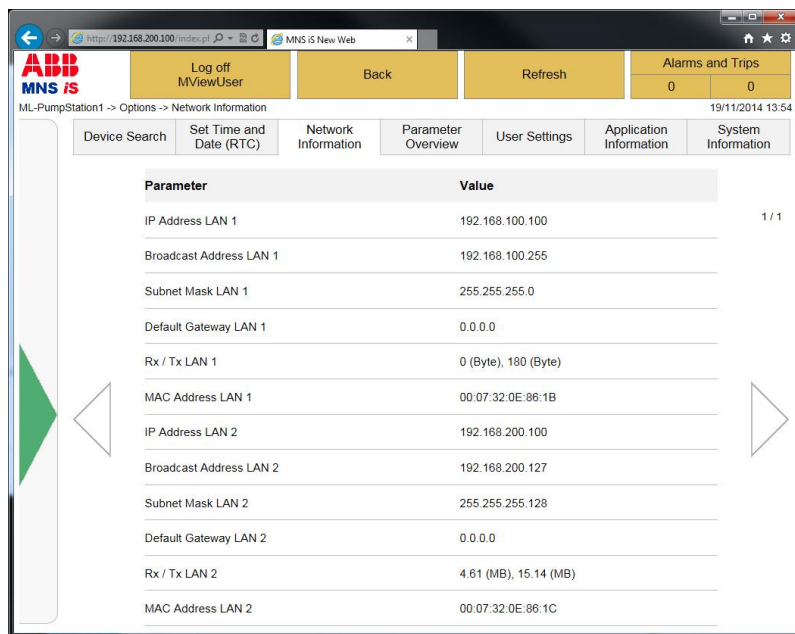 http://192.168.200.100/index.pl
MNS iS New Web
ABB
MNS iS
Log off
MViewUser
Back
Refresh
Alarms and Trips
0 0
ML-PumpStation1 -> Options -> Network Information
19/11/2014 13:54
Device Search
Set Time and
Date (RTC)
Network
Information
Parameter
Overview
User Settings
Application
Information
System
Information
Parameter Value
IP Address LAN 1 192.168.100.100
1 / 1
Broadcast Address LAN 1 192.168.100.255
Subnet Mask LAN 1 255.255.255.0
Default Gateway LAN 1 0.0.0.0
Rx / Tx LAN 1 0 (Byte), 180 (Byte)
MAC Address LAN 1 00:07:32:0E:86:1B
IP Address LAN 2 192.168.200.100
Broadcast Address LAN 2 192.168.200.127
Subnet Mask LAN 2 255.255.255.128
Default Gateway LAN 2 0.0.0.0
Rx / Tx LAN 2 4.61 (MB), 15.14 (MB)
MAC Address LAN 2 00:07:32:0E:86:1C